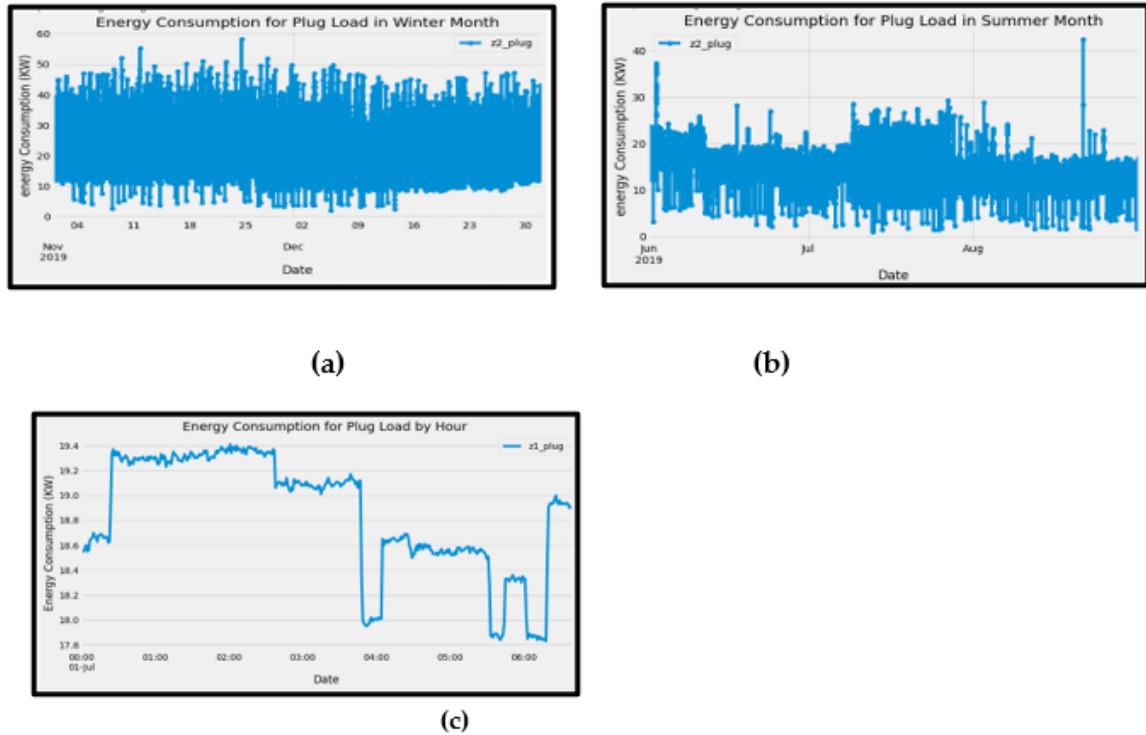 Energy Consumption for Plug Load in Winter Month
60
50
40
30
20
10
0
energy Consumption (KW)
z2_plug
04 11 18 25 02 09 16 23 30
Nov Dec
2019
Date
Energy Consumption for Plug Load in Summer Month
40
30
20
10
0
energy Consumption (KW)
z2_plug
Jun Jul Aug
2019
Date
(a) (b)
Energy Consumption for Plug Load by Hour
19.4
19.2
19.0
18.8
18.6
18.4
18.2
18.0
17.8
Energy Consumption (KW)
z1_plug
00:00 01:00 02:00 03:00 04:00 05:00 06:00
01-Jul
Date
(c)